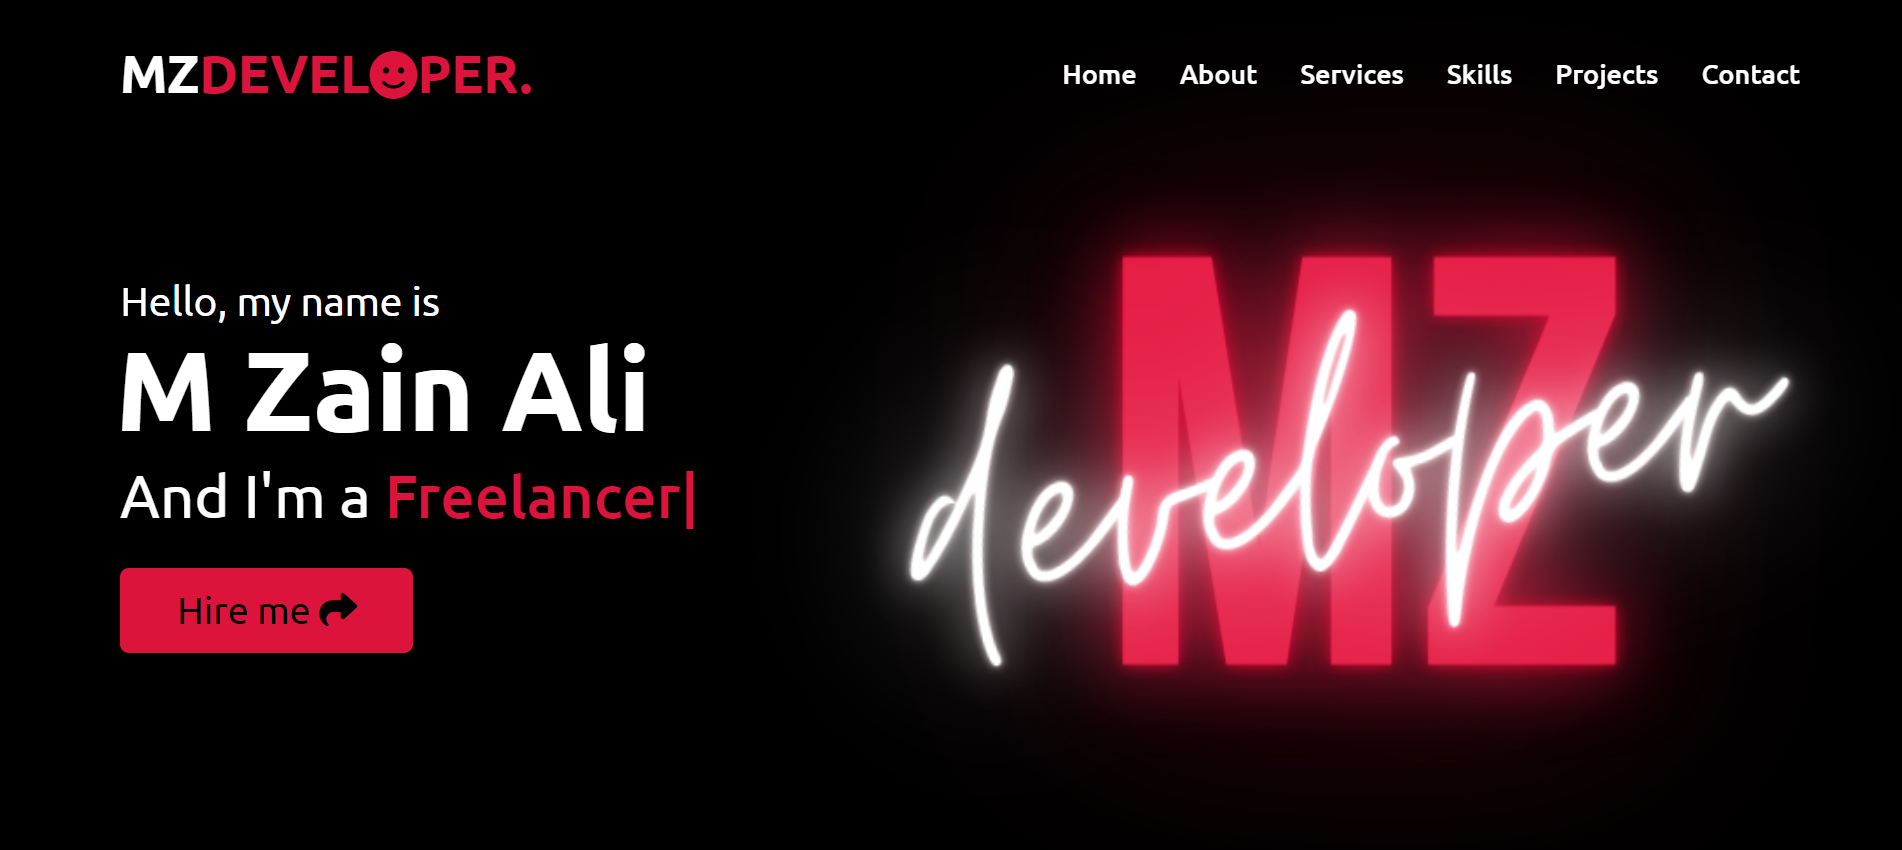 MZDEVELOPER.
Home About Services Skills Projects Contact
Hello, my name is
M Zain Ali
And I'm a Freelancer|
Hire me
MZ
developer